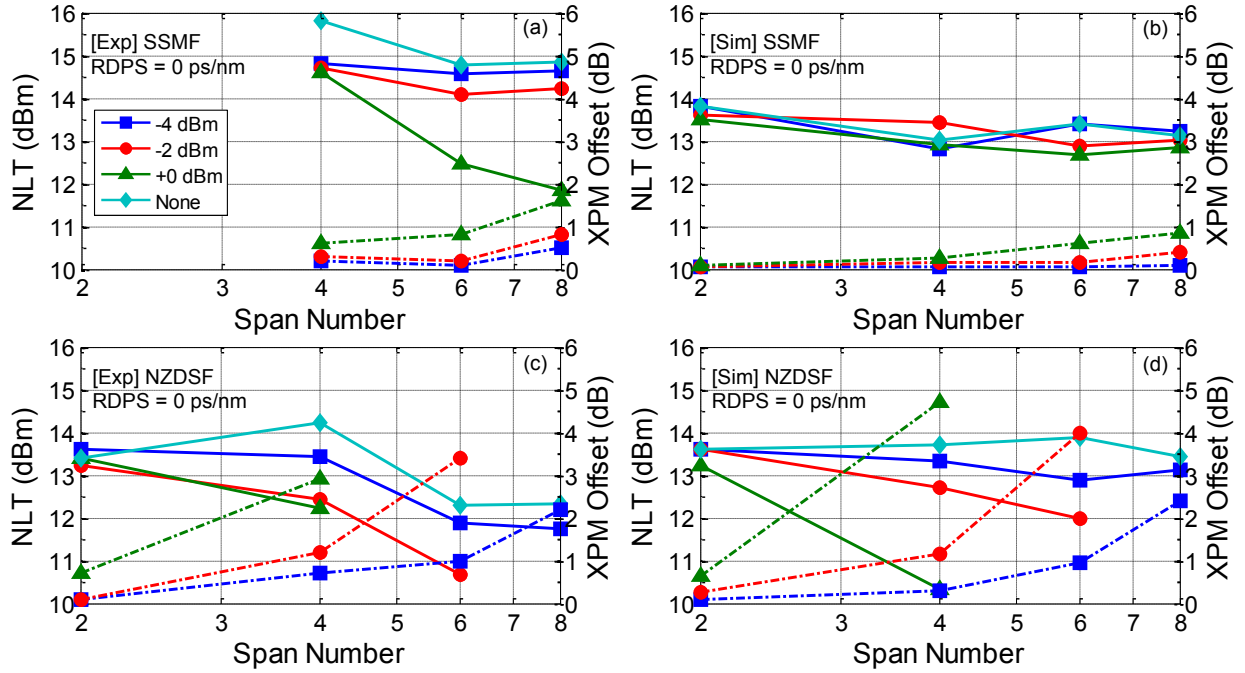 (a)
[Exp] SSMF
RDPS = 0 ps/nm
-4 dBm
-2 dBm
+0 dBm
None
16
15
14
13
12
11
10
NLT (dBm)
6
5
4
3
2
1
0
XPM Offset (dB)
2 3 4 5 6 7 8
Span Number
(b)
[Sim] SSMF
RDPS = 0 ps/nm
16
15
14
13
12
11
10
NLT (dBm)
6
5
4
3
2
1
0
XPM Offset (dB)
2 3 4 5 6 7 8
Span Number
(c)
[Exp] NZDSF
RDPS = 0 ps/nm
16
15
14
13
12
11
10
NLT (dBm)
6
5
4
3
2
1
0
XPM Offset (dB)
2 3 4 5 6 7 8
Span Number
(d)
[Sim] NZDSF
RDPS = 0 ps/nm
16
15
14
13
12
11
10
NLT (dBm)
6
5
4
3
2
1
0
XPM Offset (dB)
2 3 4 5 6 7 8
Span Number